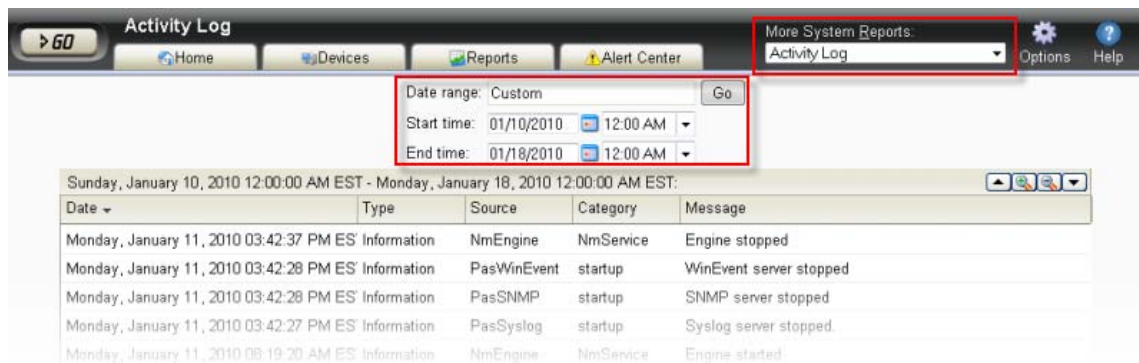 Activity Log
GO
Home
Devices
Reports
Alert Center
More System Reports:
Activity Log
Options
Help
Date range: Custom
Go
Start time: 01/10/2010 12:00 AM
End time: 01/18/2010 12:00 AM
Sunday, January 10, 2010 12:00:00 AM EST - Monday, January 18, 2010 12:00:00 AM EST:
Date Type Source Category Message
Monday, January 11, 2010 03:42:37 PM ES Information NmEngine NmService Engine stopped
Monday, January 11, 2010 03:42:28 PM ES Information PasWinEvent startup WinEvent server stopped
Monday, January 11, 2010 03:42:28 PM ES Information PasSNMP startup SNMP server stopped
Monday, January 11, 2010 03:42:27 PM ES Information PasSyslog startup Syslog server stopped.
Monday, January 11, 2010 08:19:20 AM ES Information NmEngine NmService Engine started